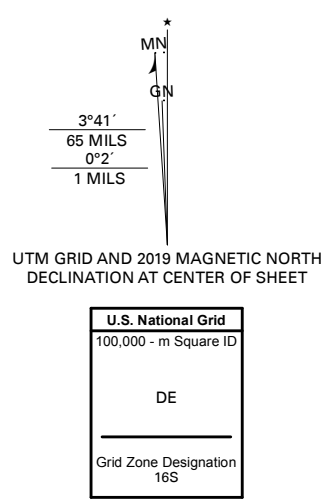 MN
GN
3°41´
65 MILS
0°2´
1 MILS
UTM GRID AND 2019 MAGNETIC NORTH
DECLINATION AT CENTER OF SHEET
U.S. National Grid
100,000 - m Square ID
DE
Grid Zone Designation
16S